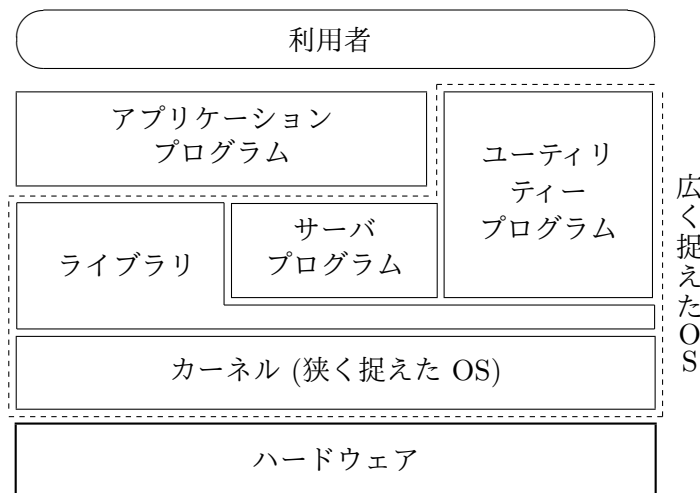 利用者
アプリケーション
プログラム
ユーティリ
ティー
プログラム
サーバ
プログラム
ライブラリ
カーネル (狭く捉えた OS)
ハードウェア
広く捉えたOS